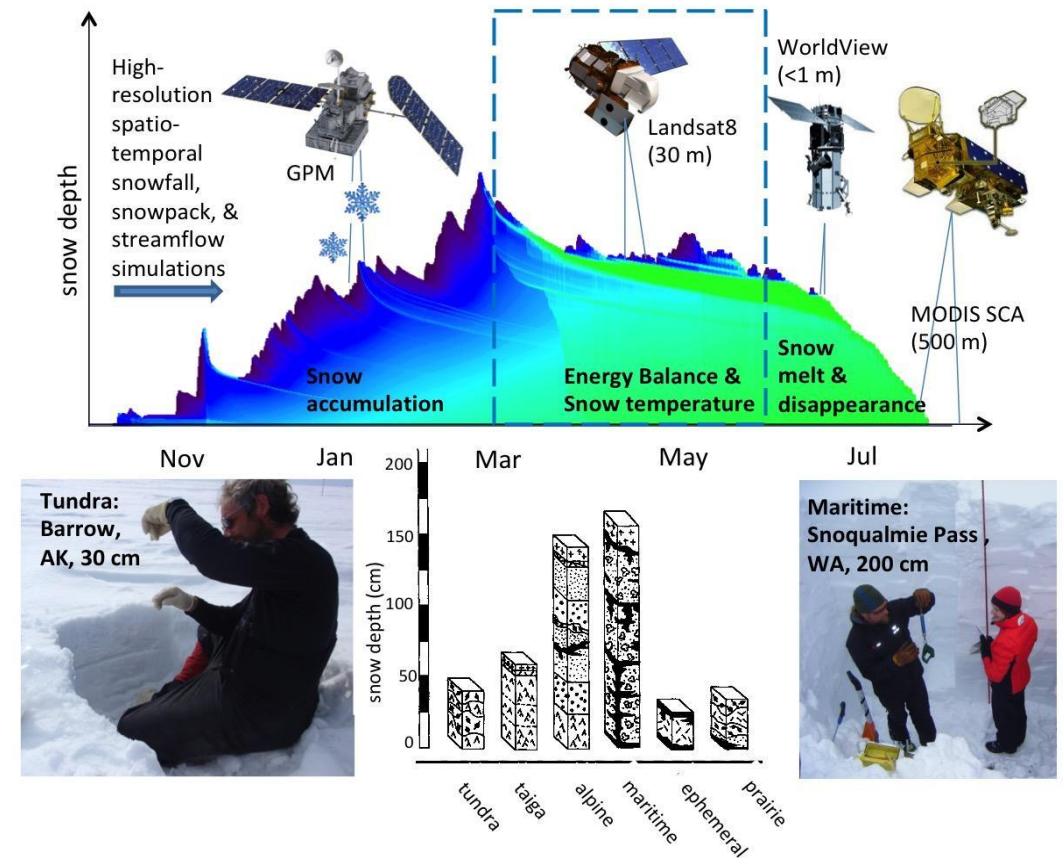 snow depth
High-
resolution
spatio-
temporal
snowfall,
snowpack, &
streamflow
simulations
GPM
Landsat8
(30 m)
WorldView
(<1 m)
MODIS SCA
(500 m)
Snow
accumulation
Energy Balance &
Snow temperature
Snow
melt &
disappearance
Nov
Jan
Mar
May
Jul
Tundra:
Barrow,
AK, 30 cm
snow depth (cm)
200
150
100
50
0
tundra
taiga
alpine
maritime
ephemeral
prairie
Maritime:
Snoqualmie Pass ,
WA, 200 cm